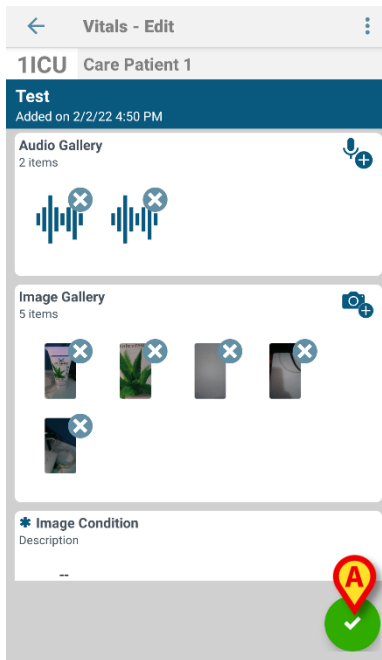 Vitals - Edit
1ICU Care Patient 1
Test
Added on 2/2/22 4:50 PM
Audio Gallery
2 items
Image Gallery
5 items
✱ Image Condition
Description
--
A